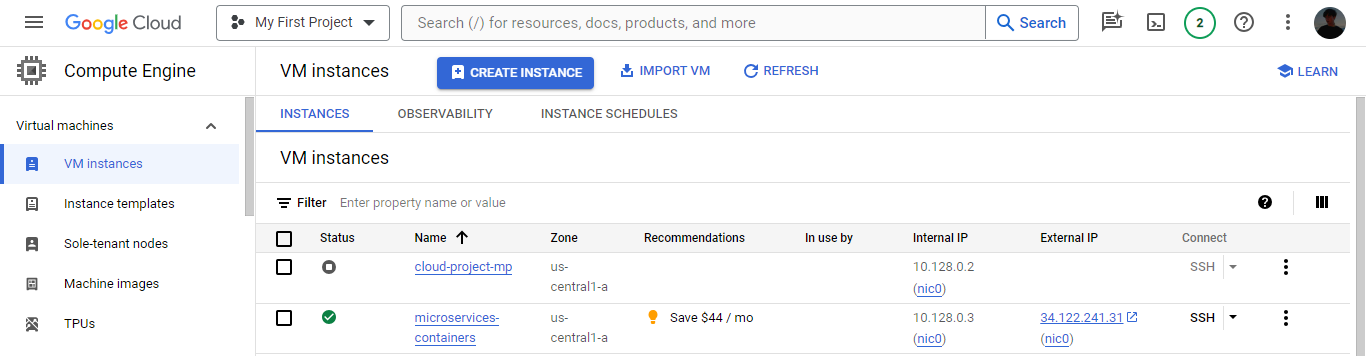 Google Cloud My First Project Search (/) for resources, docs, products, and more Search 2
Compute Engine VM instances CREATE INSTANCE IMPORT VM REFRESH LEARN
Virtual machines INSTANCES OBSERVABILITY INSTANCE SCHEDULES
VM instances VM instances
Instance templates Filter Enter property name or value
Sole-tenant nodes Status Name Zone Recommendations In use by Internal IP External IP Connect
cloud-project-mp us- 10.128.0.2 SSH
Machine images central1-a (nic0)
TPUs microservices- us- Save $44 / mo 10.128.0.3 34.122.241.31 SSH
containers central1-a (nic0) (nic0)